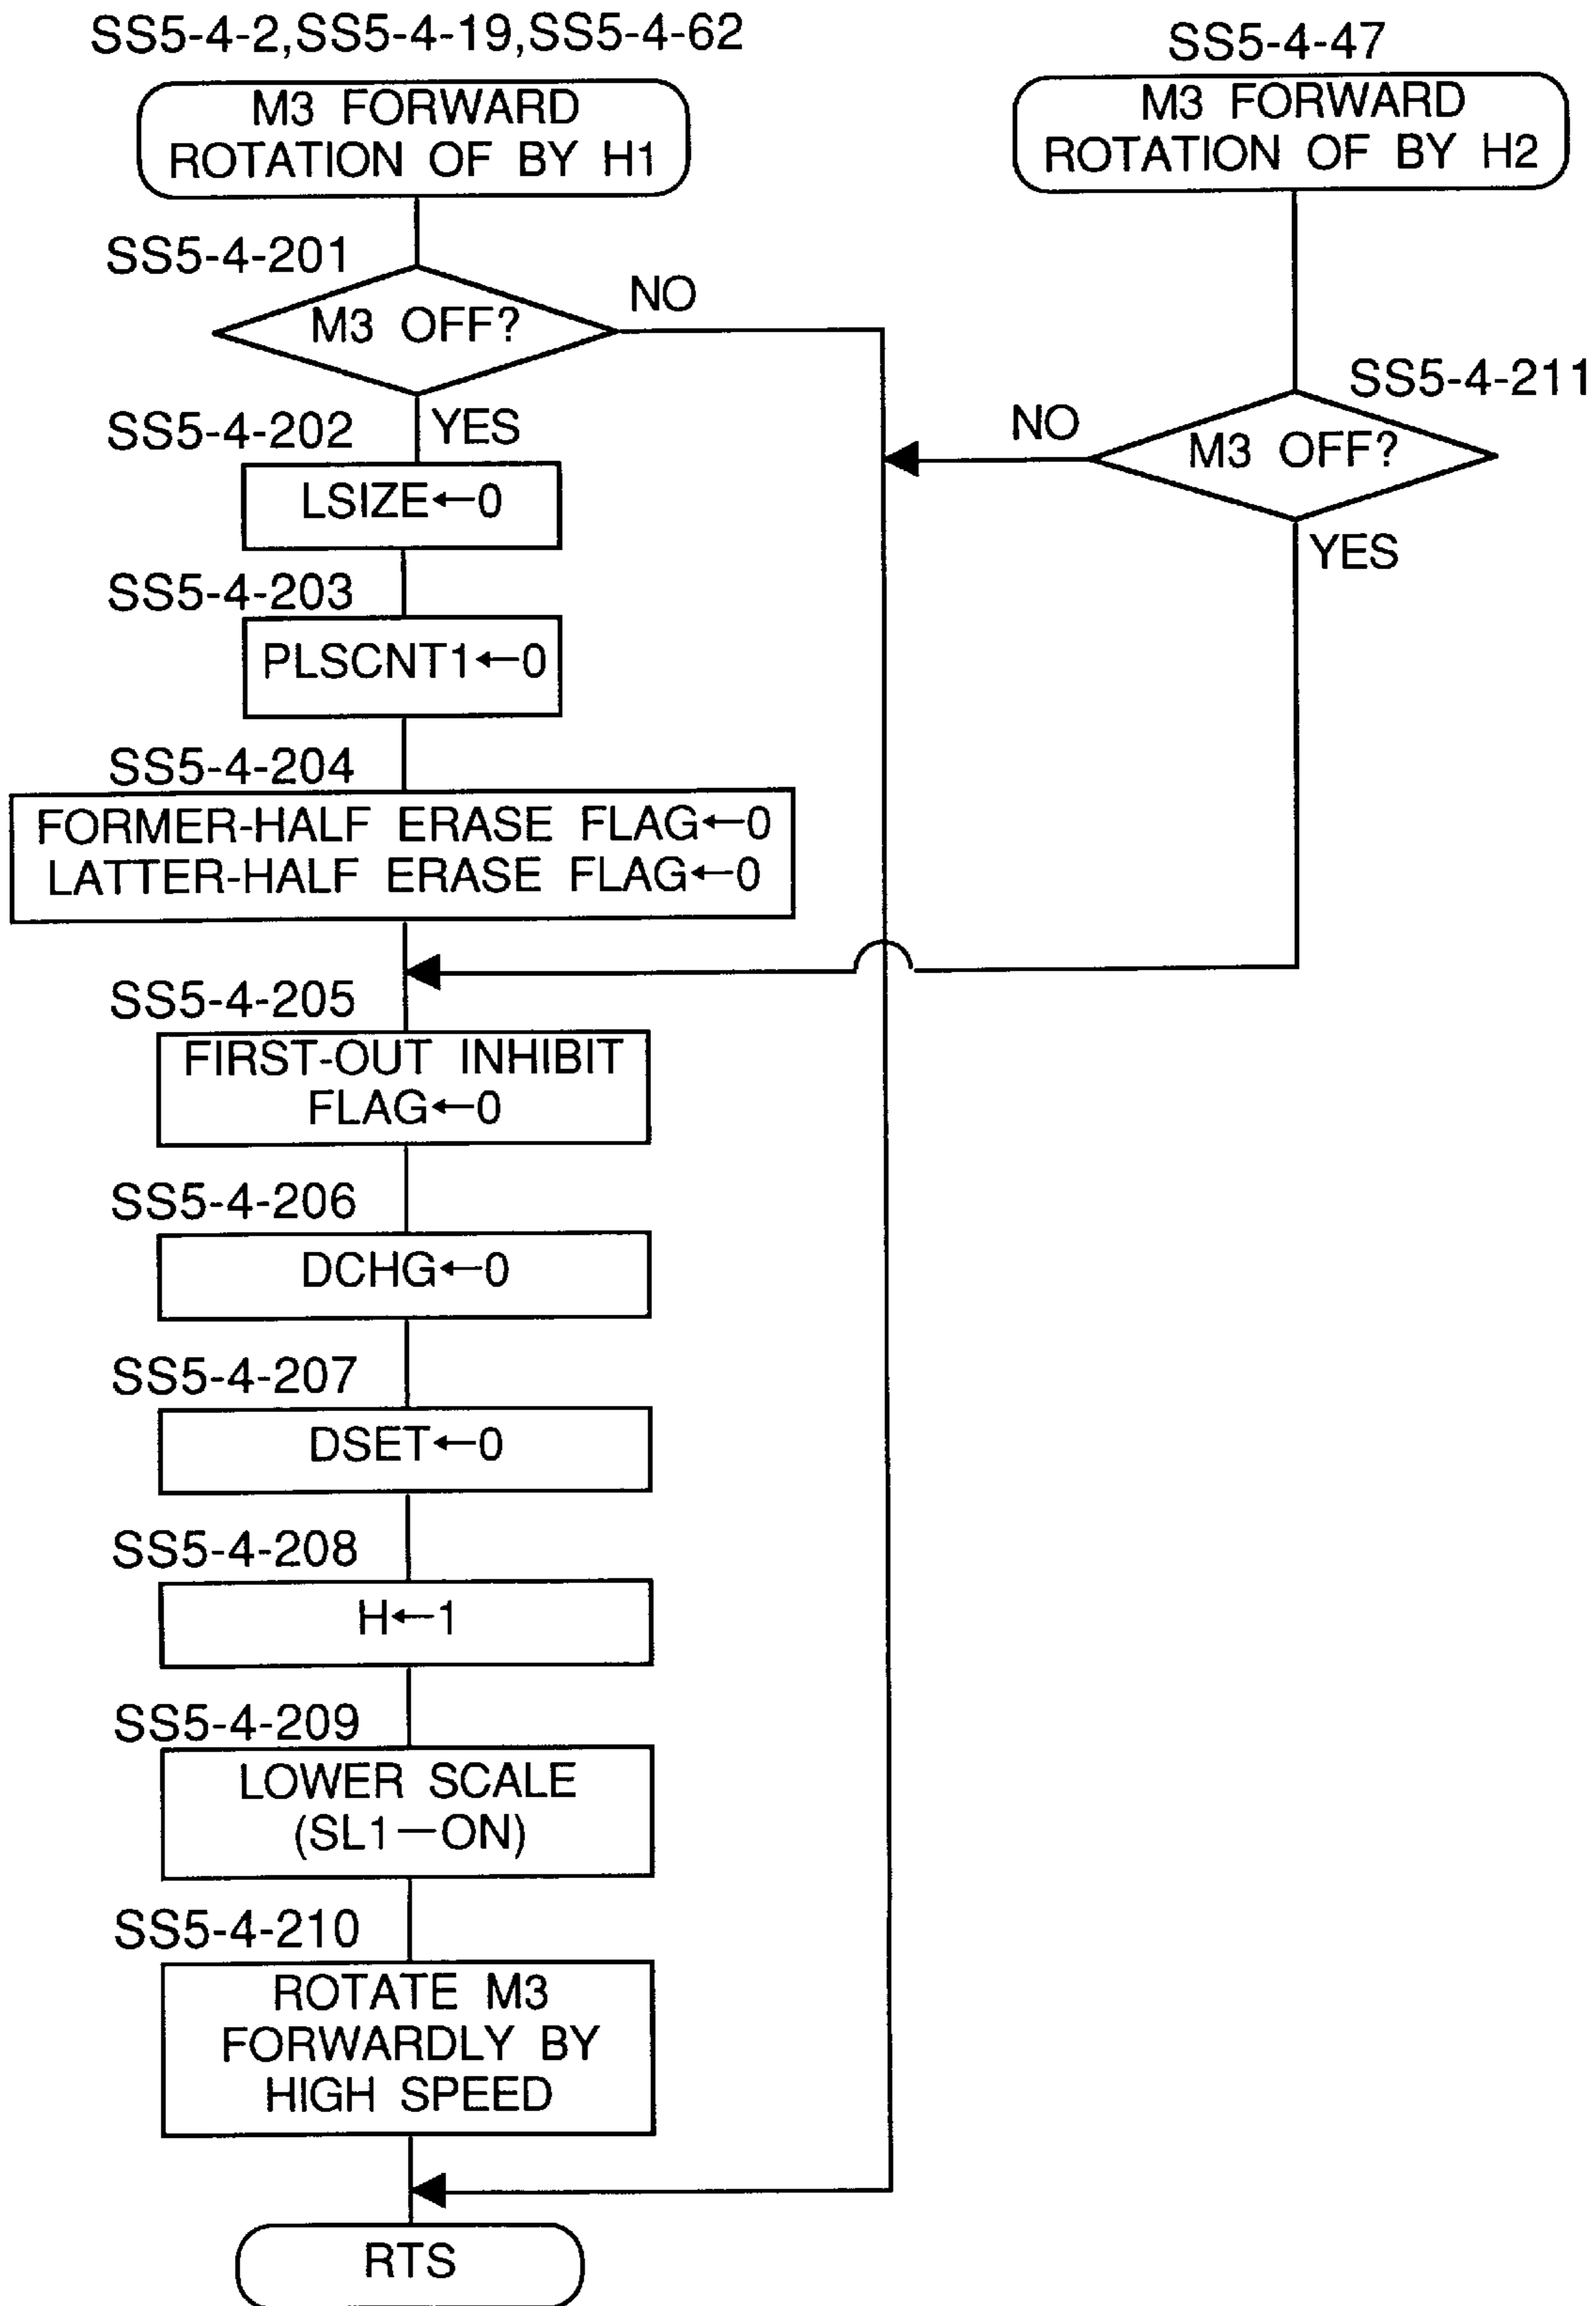 SS5-4-2,SS5-4-19,SS5-4-62
M3 FORWARD
ROTATION OF BY H1
SS5-4-47
M3 FORWARD
ROTATION OF BY H2
SS5-4-201
M3 OFF?
NO
YES
SS5-4-211
M3 OFF?
NO
YES
SS5-4-202
LSIZE←0
SS5-4-203
PLSCNT1←0
SS5-4-204
FORMER-HALF ERASE FLAG←0
LATTER-HALF ERASE FLAG←0
SS5-4-205
FIRST-OUT INHIBIT
FLAG←0
SS5-4-206
DCHG←0
SS5-4-207
DSET←0
SS5-4-208
H←1
SS5-4-209
LOWER SCALE
(SL1—ON)
SS5-4-210
ROTATE M3
FORWARDLY BY
HIGH SPEED
RTS